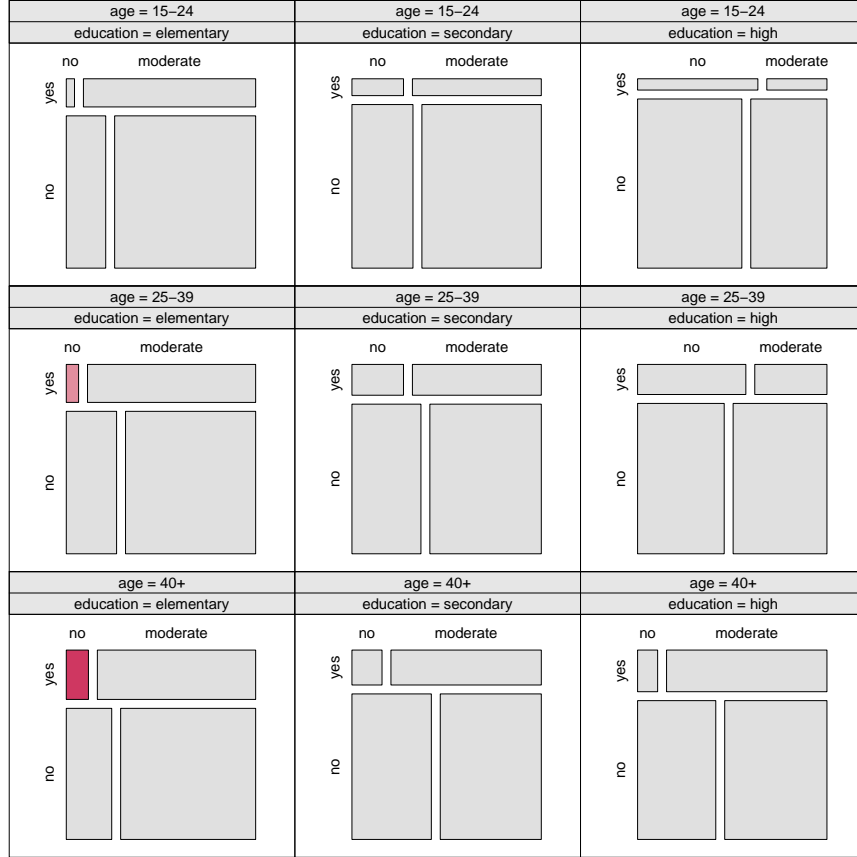 age = 15−24
education = elementary
no moderate
yes
no
age = 15−24
education = secondary
no moderate
yes
no
age = 15−24
education = high
no moderate
yes
no
age = 25−39
education = elementary
no moderate
yes
no
age = 25−39
education = secondary
no moderate
yes
no
age = 25−39
education = high
no moderate
yes
no
age = 40+
education = elementary
no moderate
yes
no
age = 40+
education = secondary
no moderate
yes
no
age = 40+
education = high
no moderate
yes
no